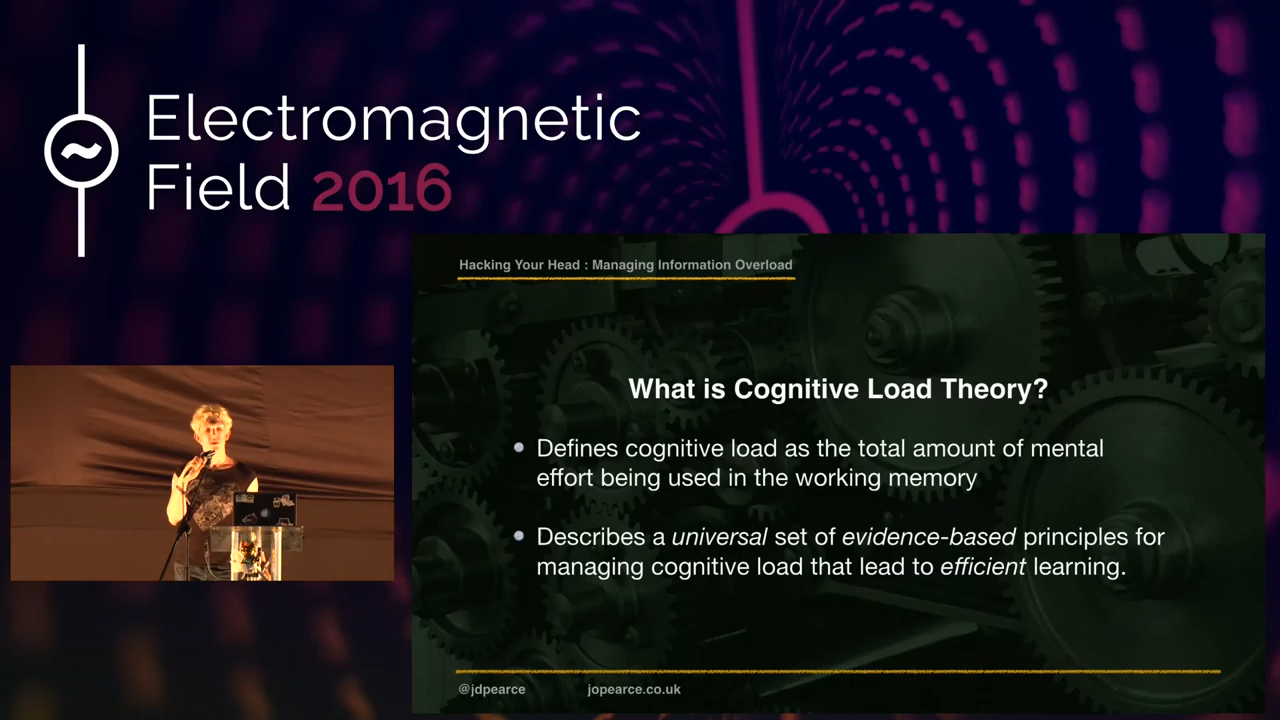 Electromagnetic
Field 2016
Hacking Your Head : Managing Information Overload
What is Cognitive Load Theory?
Defines cognitive load as the total amount of mental
effort being used in the working memory
Describes a universal set of evidence-based principles for
managing cognitive load that lead to efficient learning.
@jdpearce jopearce.co.uk